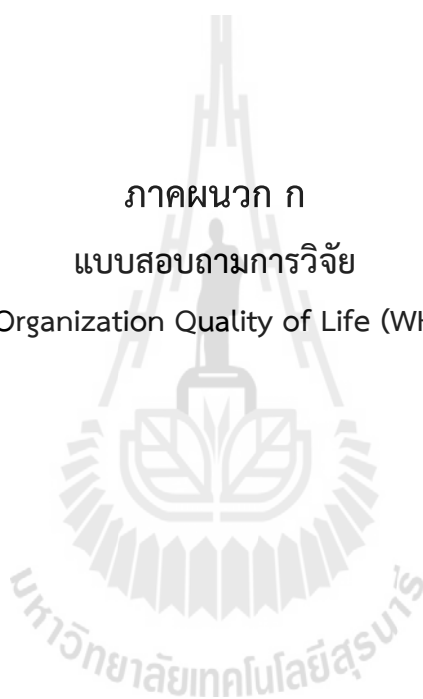 ภาคผนวก ก
แบบสอบถามการวิจัย
Organization Quality of Life (WH
มหาวิทยาลัยเทคโนโลยีสุรนารี